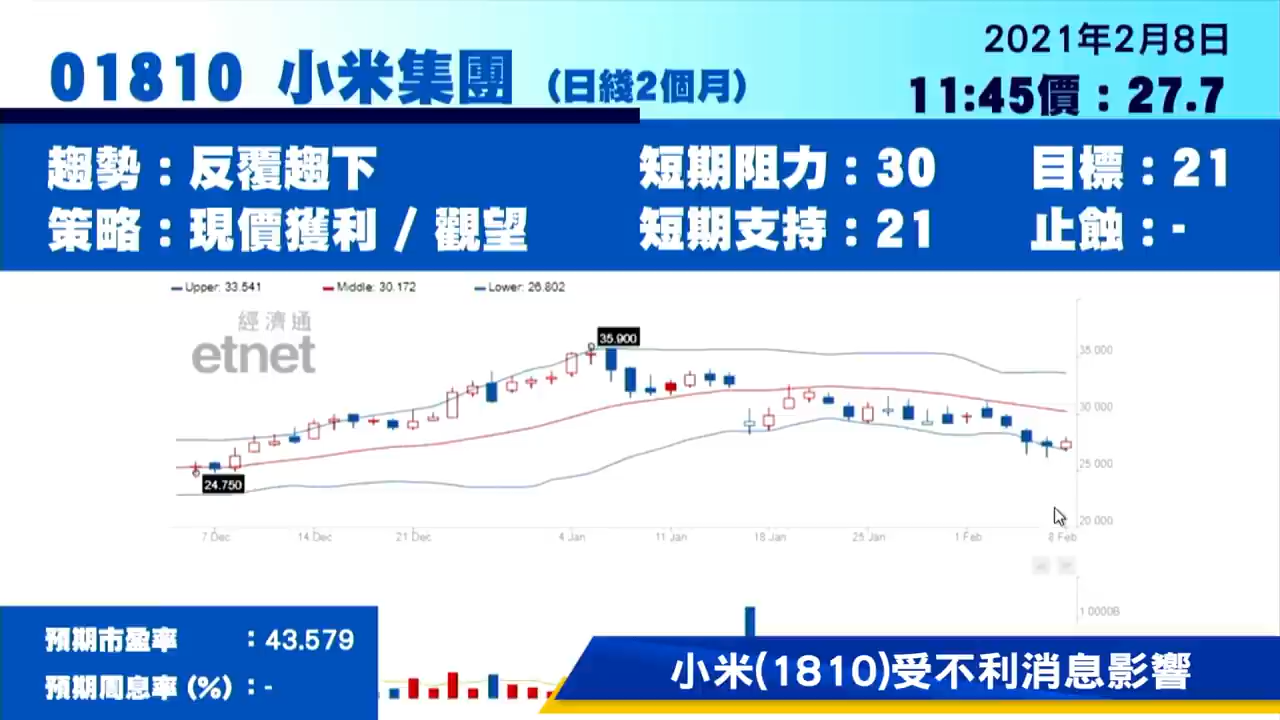 2021年2月8日
01810 小米集團 (日綫2個月)
11:45價：27.7
趨勢：反覆趨下 短期阻力：30 目標：21
策略：現價獲利 / 觀望 短期支持：21 止蝕：-
Upper: 33.541 Middle: 30.172 Lower: 26.802
經濟通
etnet
35.900
35.000
30.000
25.000
24.750
20.000
7 Dec 14 Dec 21 Dec 4 Jan 11 Jan 18 Jan 25 Jan 1 Feb 8 Feb
1.0000B
預期市盈率 ：43.579
預期周息率 (%)：-
小米(1810)受不利消息影響